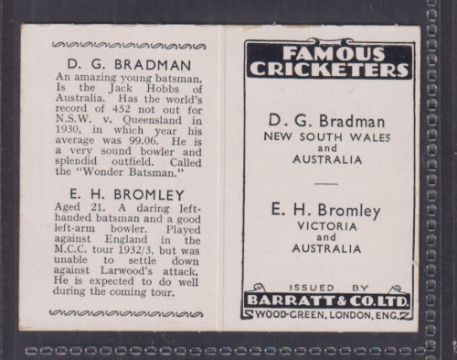 D. G. BRADMAN
An amazing young batsman.
Is the Jack Hobbs of
Australia. Has the world's
record of 452 not out for
N.S.W. v. Queensland in
1930, in which year his
average was 99.06. He is
a very sound bowler and
splendid outfield. Called
the "Wonder Batsman."
E. H. BROMLEY
Aged 21. A daring left-
handed batsman and a good
left-arm bowler. Played
against England in the
M.C.C. tour 1932/3, but was
unable to settle down
against Larwood's attack.
He is expected to do well
during the coming tour.
FAMOUS
CRICKETERS
D. G. Bradman
NEW SOUTH WALES
and
AUSTRALIA
E. H. Bromley
VICTORIA
and
AUSTRALIA
ISSUED BY
BARRATT & CO. LTD.
WOOD-GREEN, LONDON, ENG.